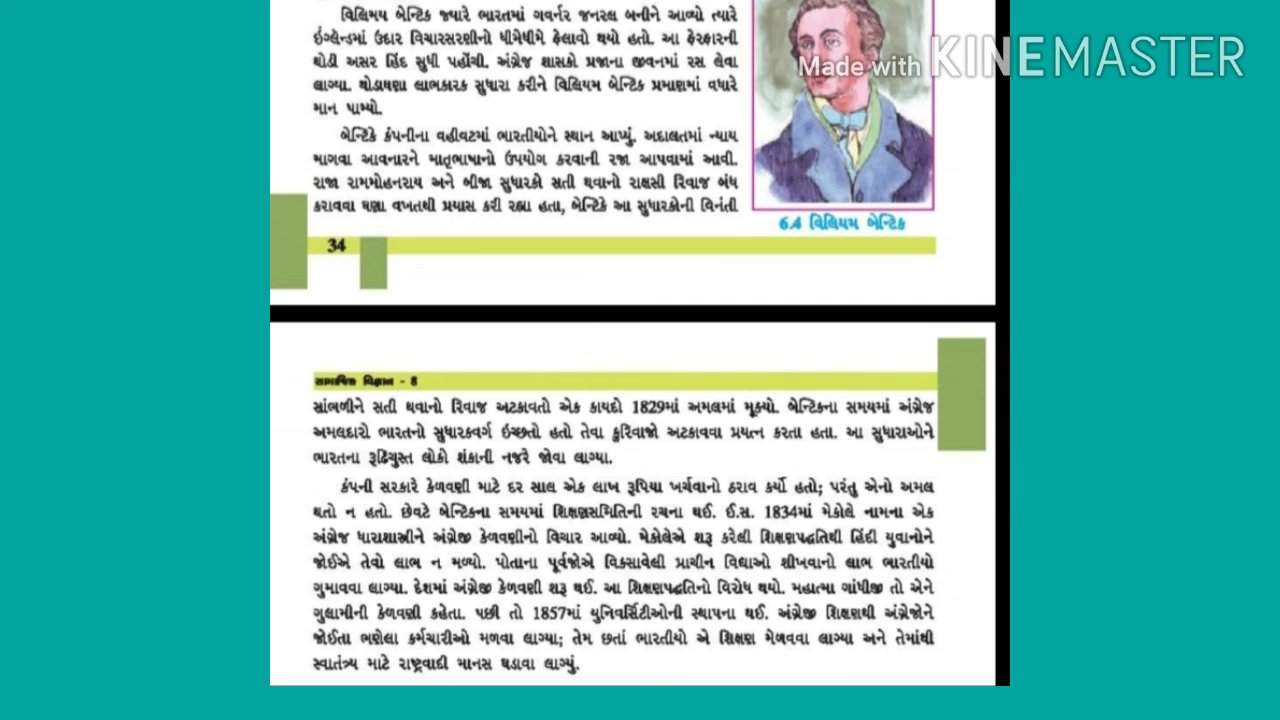 વિલિમય બેન્ટિક જ્યારે ભારતમાં ગવર્નર જનરલ બનીને આવ્યો ત્યારે
ઇંગ્લેન્ડમાં ઉદાર વિચારસરણીનો ધીમેધીમે ફેલાવો થયો હતો. આ ફેરફારની
થોડી અસર હિંદ સુધી પહોંચી. અંગ્રેજ શાસકો પ્રજાના જીવનમાં રસ લેવા
લાગ્યા. થોડાઘણા લાભકારક સુધારા કરીને વિલિયમ બેન્ટિક પ્રમાણમાં વધારે
માન પામ્યો.
બેન્ટિકે કંપનીના વહીવટમાં ભારતીયોને સ્થાન આપ્યું. અદાલતમાં ન્યાય
માગવા આવનારને માતૃભાષાનો ઉપયોગ કરવાની રજા આપવામાં આવી.
રાજા રામમોહનરાય અને બીજા સુધારકો સતી થવાનો રાક્ષસી રિવાજ બંધ
કરાવવા ઘણા વખતથી પ્રયાસ કરી રહ્યા હતા, બેન્ટિકે આ સુધારકોની વિનંતી
Made with KINEMASTER
6.4 વિલિયમ બેન્ટિક
34
સામાજિક વિજ્ઞાન - 8
સાંભળીને સતી થવાનો રિવાજ અટકાવતો એક કાયદો 1829માં અમલમાં મૂક્યો. બેન્ટિકના સમયમાં અંગ્રેજ
અમલદારો ભારતનો સુધારકવર્ગ ઇચ્છતો હતો તેવા કુરિવાજો અટકાવવા પ્રયત્ન કરતા હતા. આ સુધારાઓને
ભારતના રૂઢિચુસ્ત લોકો શંકાની નજરે જોવા લાગ્યા.
કંપની સરકારે કેળવણી માટે દર સાલ એક લાખ રૂપિયા ખર્ચવાનો ઠરાવ કર્યો હતો; પરંતુ એનો અમલ
થતો ન હતો. છેવટે બેન્ટિકના સમયમાં શિક્ષણસમિતિની રચના થઈ. ઈ.સ. 1834માં મેકોલે નામના એક
અંગ્રેજ ધારાશાસ્ત્રીને અંગ્રેજી કેળવણીનો વિચાર આવ્યો. મેકોલેએ શરૂ કરેલી શિક્ષણપદ્ધતિથી હિંદી યુવાનોને
જોઈએ તેવો લાભ ન મળ્યો. પોતાના પૂર્વજોએ વિકસાવેલી પ્રાચીન વિદ્યાઓ શીખવાનો લાભ ભારતીયો
ગુમાવવા લાગ્યા. દેશમાં અંગ્રેજી કેળવણી શરૂ થઈ. આ શિક્ષણપદ્ધતિનો વિરોધ થયો. મહાત્મા ગાંધીજી તો એને
ગુલામીની કેળવણી કહેતા. પછી તો 1857માં યુનિવર્સિટીઓની સ્થાપના થઈ. અંગ્રેજી શિક્ષણથી અંગ્રેજોને
જોઈતા ભણેલા કર્મચારીઓ મળવા લાગ્યા; તેમ છતાં ભારતીયો એ શિક્ષણ મેળવવા લાગ્યા અને તેમાંથી
સ્વાતંત્ર્ય માટે રાષ્ટ્રવાદી માનસ ઘડાવા લાગ્યું.